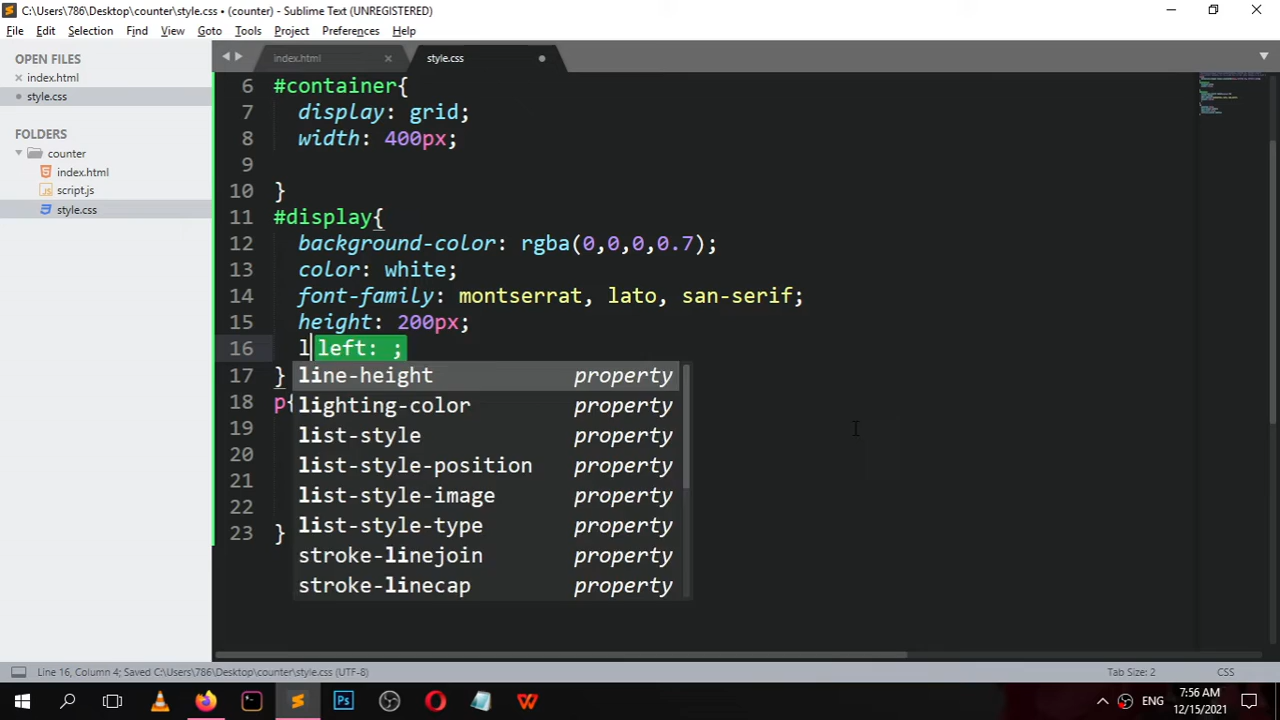 C:\Users\786\Desktop\counter\style.css • (counter) - Sublime Text (UNREGISTERED)
File Edit Selection Find View Goto Tools Project Preferences Help
OPEN FILES
index.html
style.css
FOLDERS
counter
index.html
script.js
style.css
index.html style.css
6 #container{
7 display: grid;
8 width: 400px;
9
10 }
11 #display{
12 background-color: rgba(0,0,0,0.7);
13 color: white;
14 font-family: montserrat, lato, san-serif;
15 height: 200px;
16 l left: ;
17 }
18 p{
19
20
21
22
23 }
line-height property
lighting-color property
list-style property
list-style-position property
list-style-image property
list-style-type property
stroke-linejoin property
stroke-linecap property
Line 16, Column 4; Saved C:\Users\786\Desktop\counter\style.css (UTF-8) Tab Size: 2 CSS
ENG 7:56 AM
12/15/2021